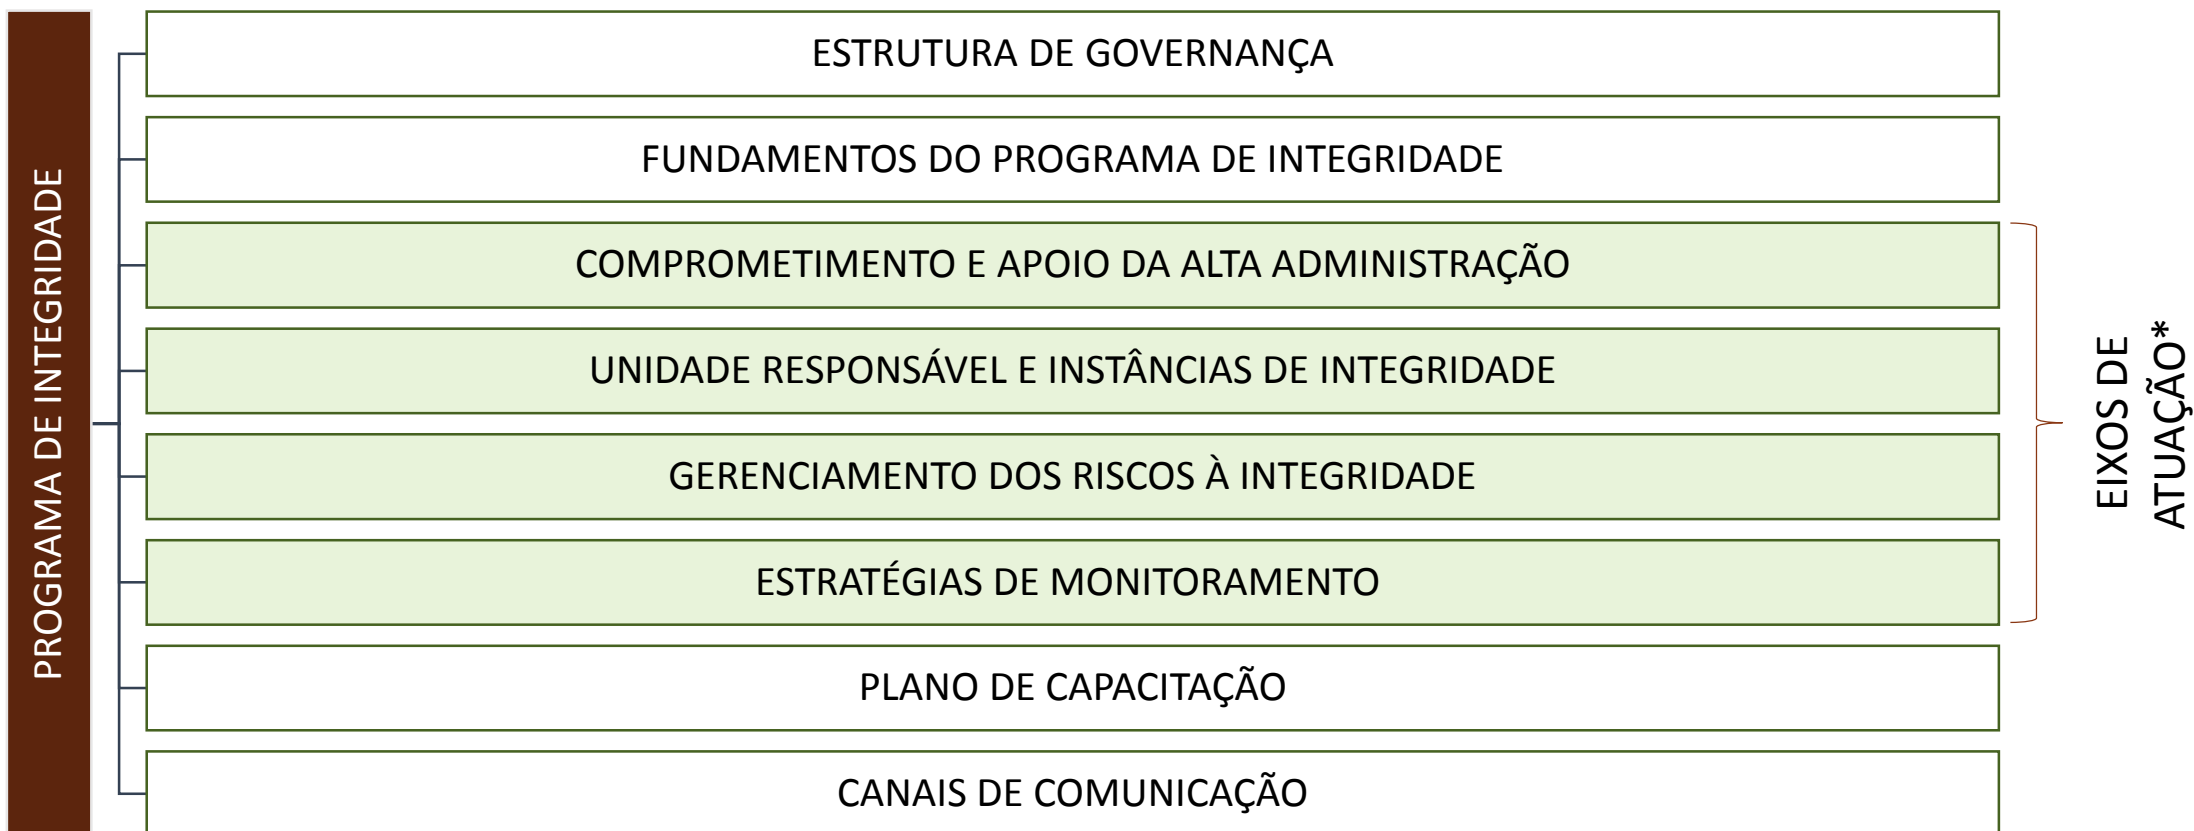 PROGRAMA DE INTEGRIDADE
ESTRUTURA DE GOVERNANÇA
FUNDAMENTOS DO PROGRAMA DE INTEGRIDADE
COMPROMETIMENTO E APOIO DA ALTA ADMINISTRAÇÃO
UNIDADE RESPONSÁVEL E INSTÂNCIAS DE INTEGRIDADE
GERENCIAMENTO DOS RISCOS À INTEGRIDADE
ESTRATÉGIAS DE MONITORAMENTO
PLANO DE CAPACITAÇÃO
CANAIS DE COMUNICAÇÃO
EIXOS DE
ATUAÇÃO*